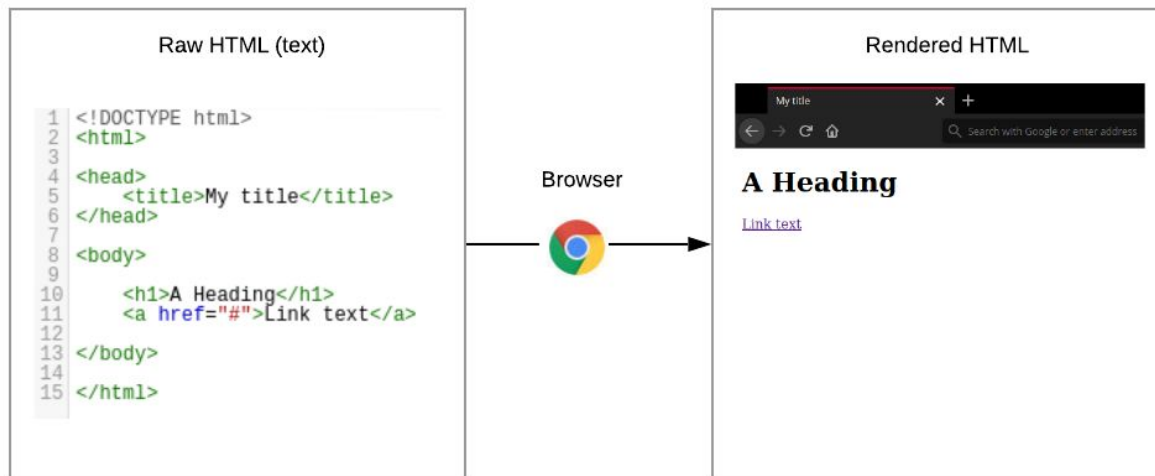 Raw HTML (text)
1 <!DOCTYPE html>
2 <html>
3
4 <head>
5     <title>My title</title>
6 </head>
7
8 <body>
9
10     <h1>A Heading</h1>
11     <a href="#">Link text</a>
12
13 </body>
14
15 </html>
Browser
Rendered HTML
My title
Search with Google or enter address
A Heading
Link text